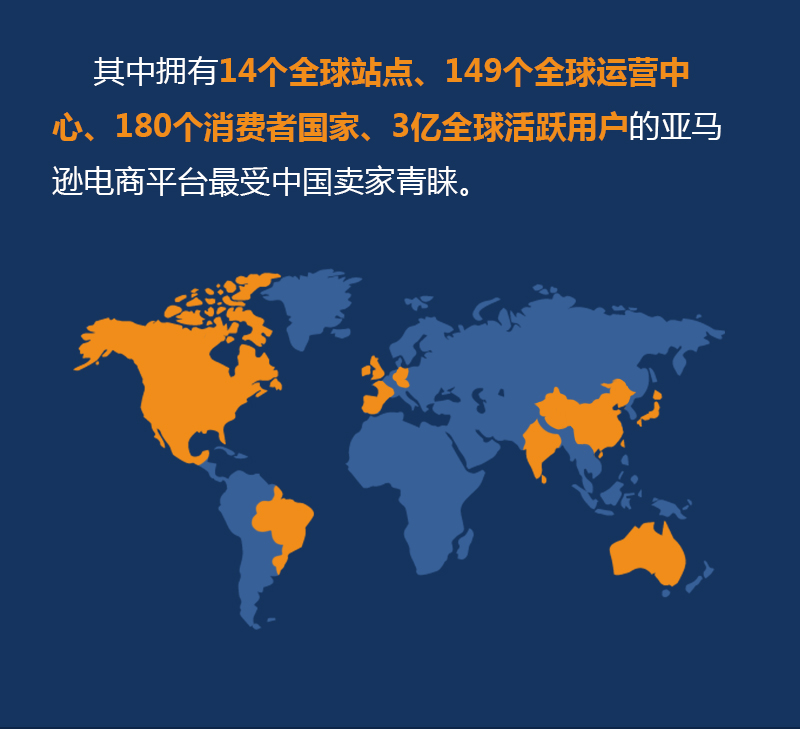 其中拥有14个全球站点、149个全球运营中
心、180个消费者国家、3亿全球活跃用户的亚马
逊电商平台最受中国卖家青睐。